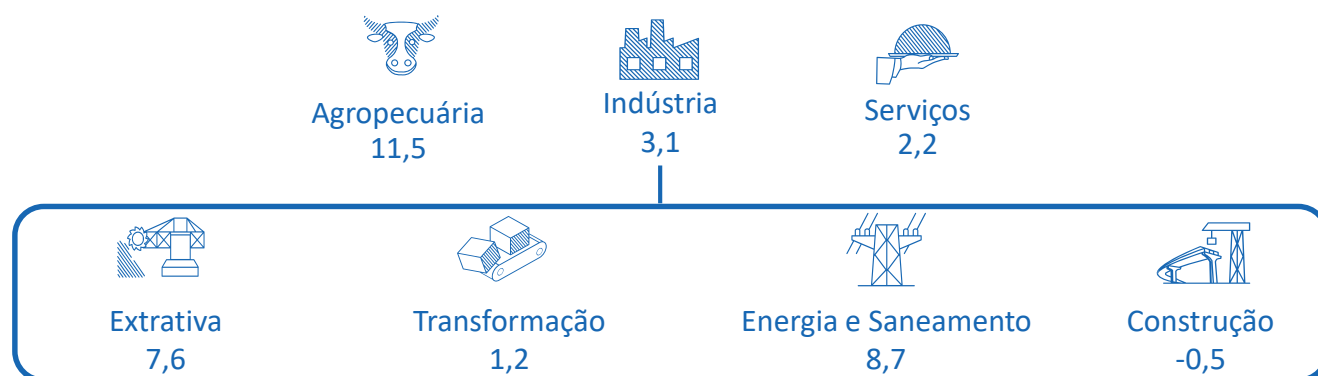 Agropecuária
11,5
Indústria
3,1
Serviços
2,2
Extrativa
7,6
Transformação
1,2
Energia e Saneamento
8,7
Construção
-0,5